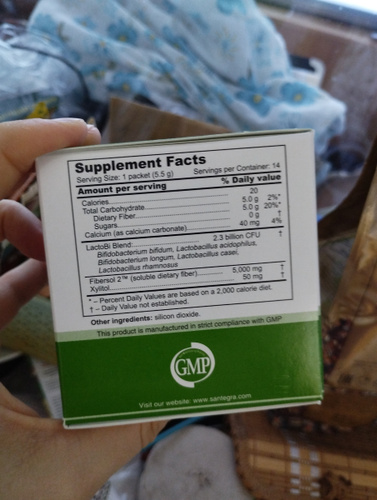 Supplement Facts
Serving Size: 1 packet (5.5 g) Servings per Container: 14
Amount per serving % Daily value
Calories 20
Total Carbohydrate 5.0 g 2%*
Dietary Fiber 5.0 g 20%*
Sugars 0 g †
Calcium (as calcium carbonate) 40 mg 4%
LactoBi Blend: 2.3 billion CFU †
Bifidobacterium bifidum, Lactobacillus acidophilus,
Bifidobacterium longum, Lactobacillus casei,
Lactobacillus rhamnosus
Fibersol 2™ (soluble dietary fiber) 5,000 mg †
Xylitol 50 mg †
* – Percent Daily Values are based on a 2,000 calorie diet.
† – Daily Value not established.
Other ingredients: silicon dioxide.
This product is manufactured in strict compliance with GMP
GMP
Visit our website: www.santegra.com